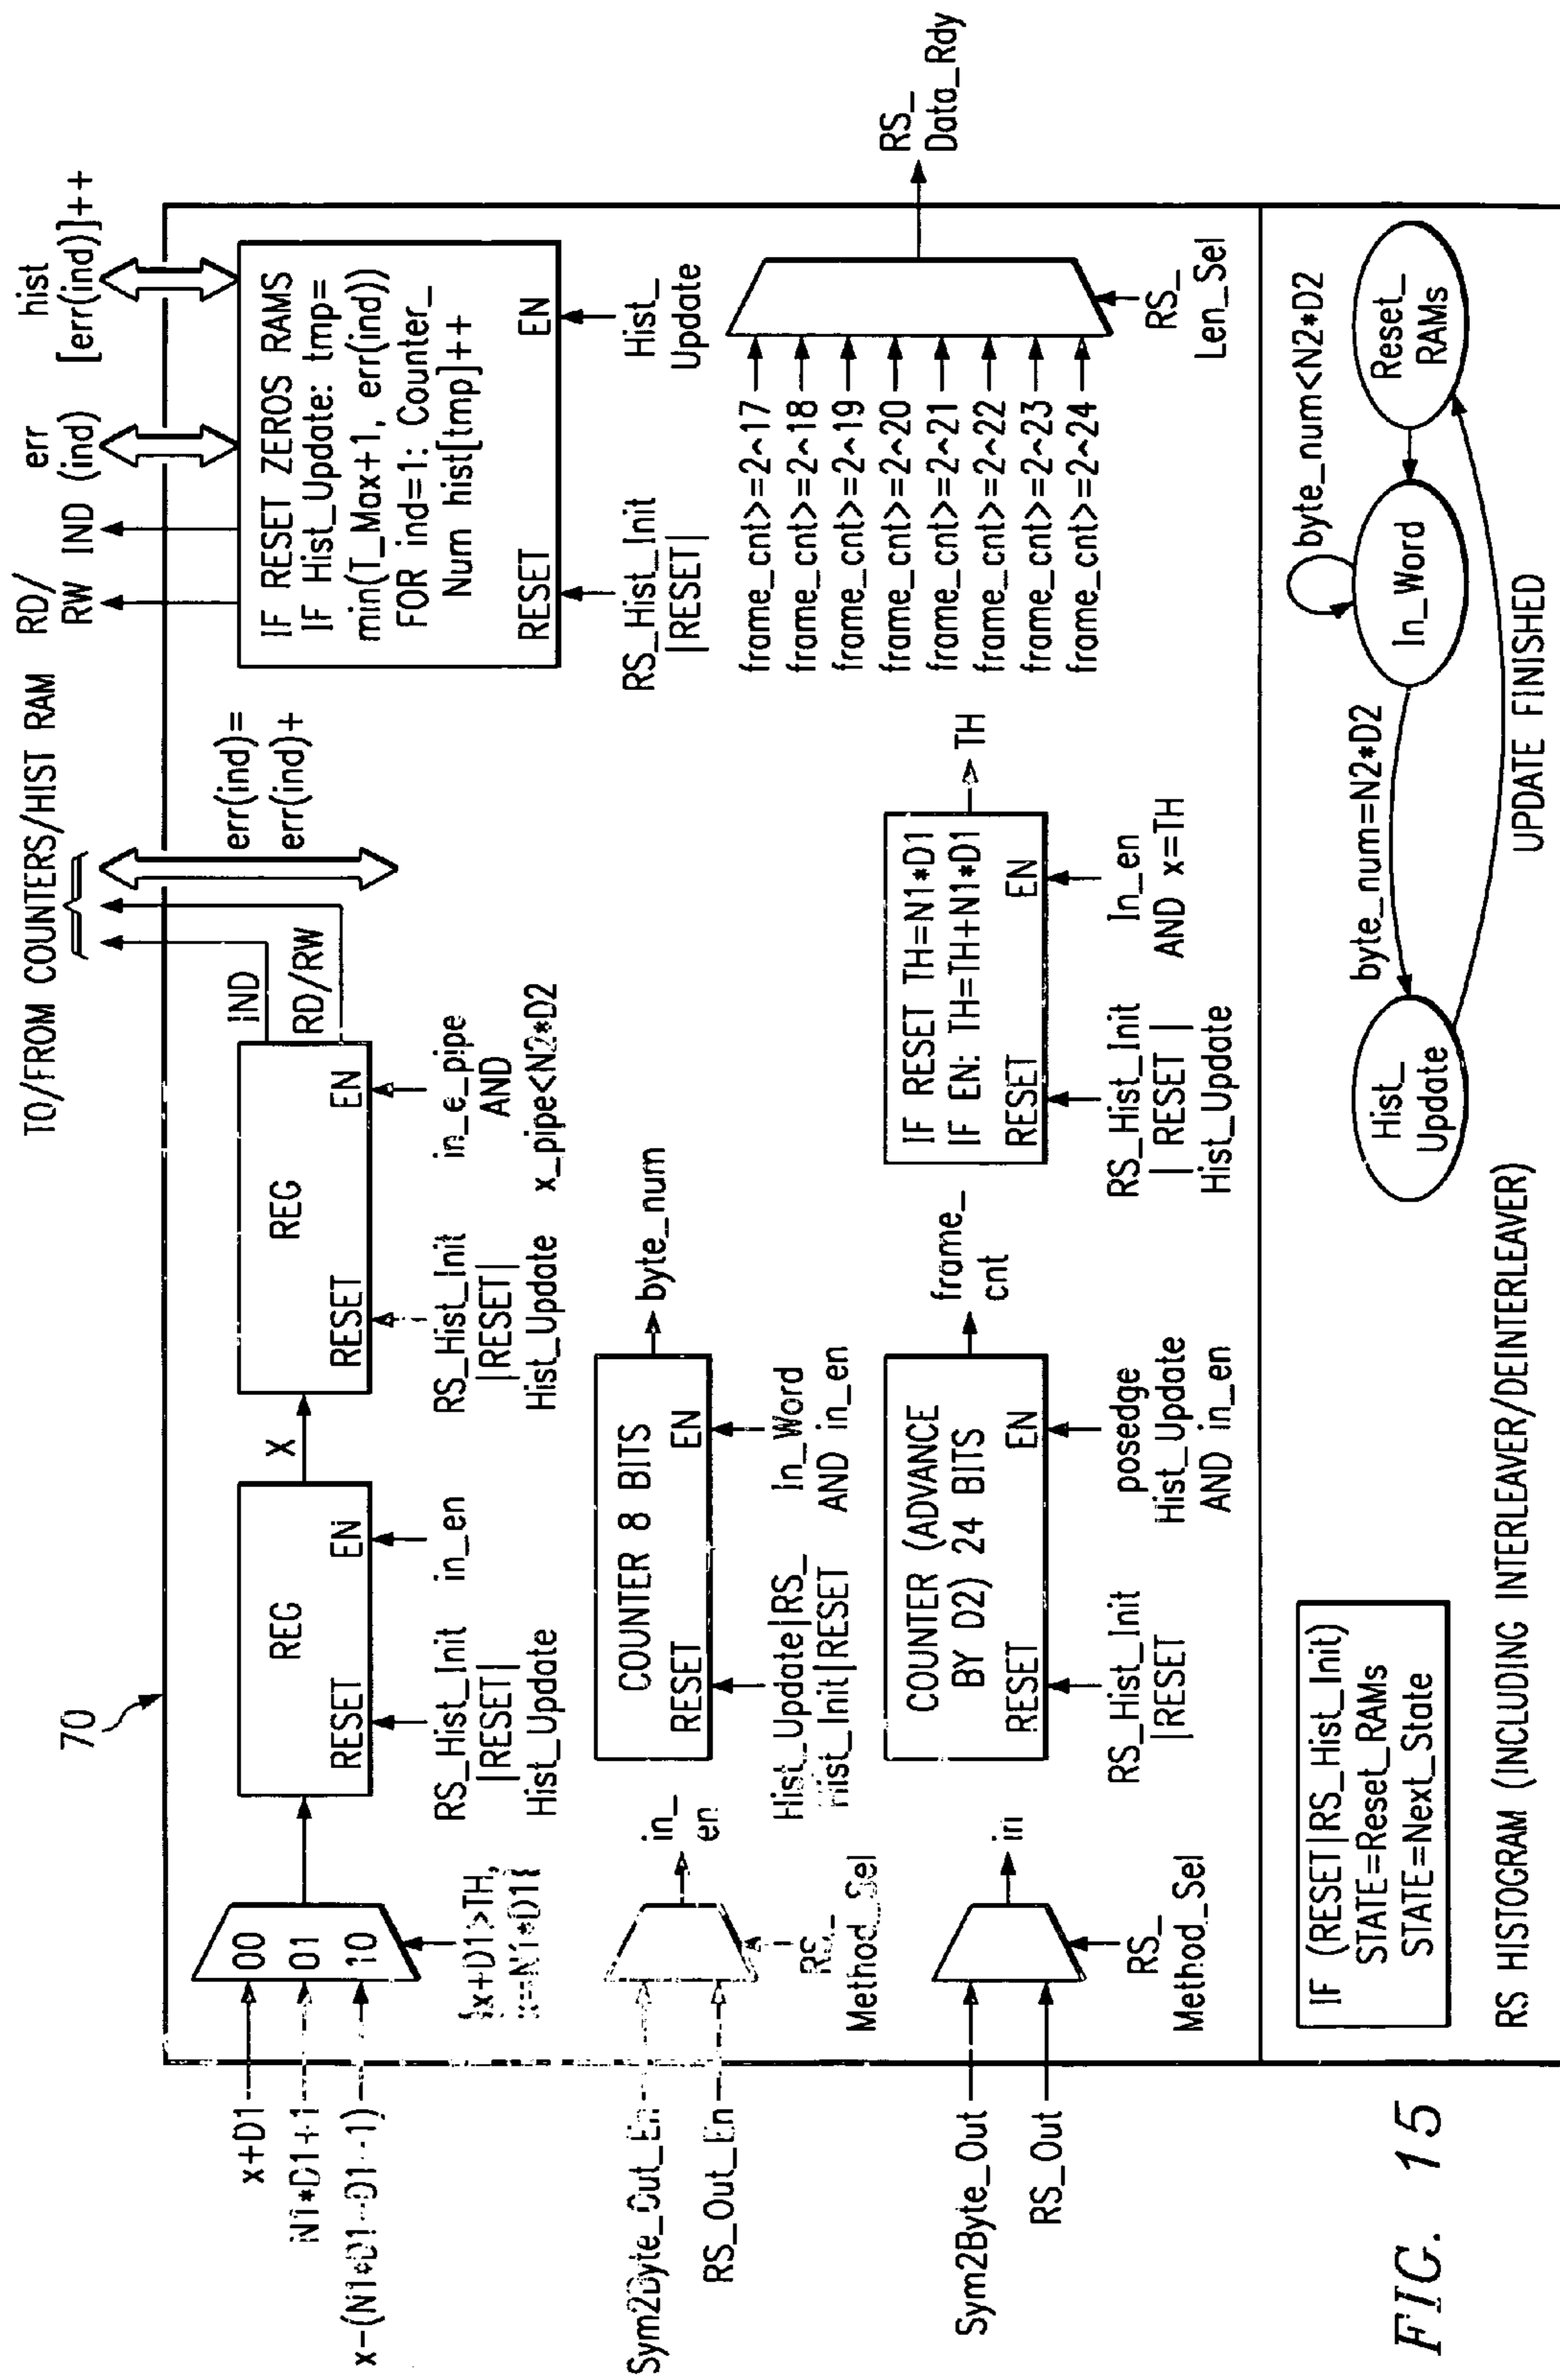 TO/FROM COUNTERS/HIST RAM
RD/
RW
IND
err
(ind)
hist
[err(ind)]++
70
x+D1
N1*D1+1
00
01
10
REG
RESET
EN
RS_Hist_Init
|RESET|
Hist_Update
in_en
X
REG
RESET
EN
RS_Hist_Init
|RESET|
Hist_Update
in_e_pipe
AND
x_pipe<N2*D2
IND
RD/RW
err(ind)=
err(ind)+
IF RESET ZEROS RAMS
IF Hist_Update: tmp=
min(T_Max+1, err(ind))
FOR ind=1: Counter_
Num hist[tmp]++
RESET
EN
RS_Hist_Init
|RESET|
Hist_
Update
Sym2Byte_Out_En
RS_Out_En
in_
en
RS_
Method_Sel
COUNTER 8 BITS
RESET
EN
byte_num
Hist_Update|RS_
Hist_Init|RESET
In_Word
AND in_en
Sym2Byte_Out
RS_Out
in
RS_
Method_Sel
COUNTER (ADVANCE
BY D2) 24 BITS
RESET
EN
frame_
cnt
RS_Hist_Init
|RESET
posedge
Hist_Update
AND in_en
IF RESET TH=N1*D1
IF EN: TH=TH+N1*D1
RESET
EN
TH
RS_Hist_Init
| RESET |
Hist_Update
In_en
AND x=TH
frame_cnt>=2^17
frame_cnt>=2^18
frame_cnt>=2^19
frame_cnt>=2^20
frame_cnt>=2^21
frame_cnt>=2^22
frame_cnt>=2^23
frame_cnt>=2^24
RS_
Data_Rdy
RS_
Len_Sel
IF (RESET|RS_Hist_Init)
STATE=Reset_RAMs
STATE=Next_State
Hist_
Update
byte_num=N2*D2
In_Word
byte_num<N2*D2
Reset_
RAMs
UPDATE FINISHED
RS HISTOGRAM (INCLUDING INTERLEAVER/DEINTERLEAVER)
FIG. 15